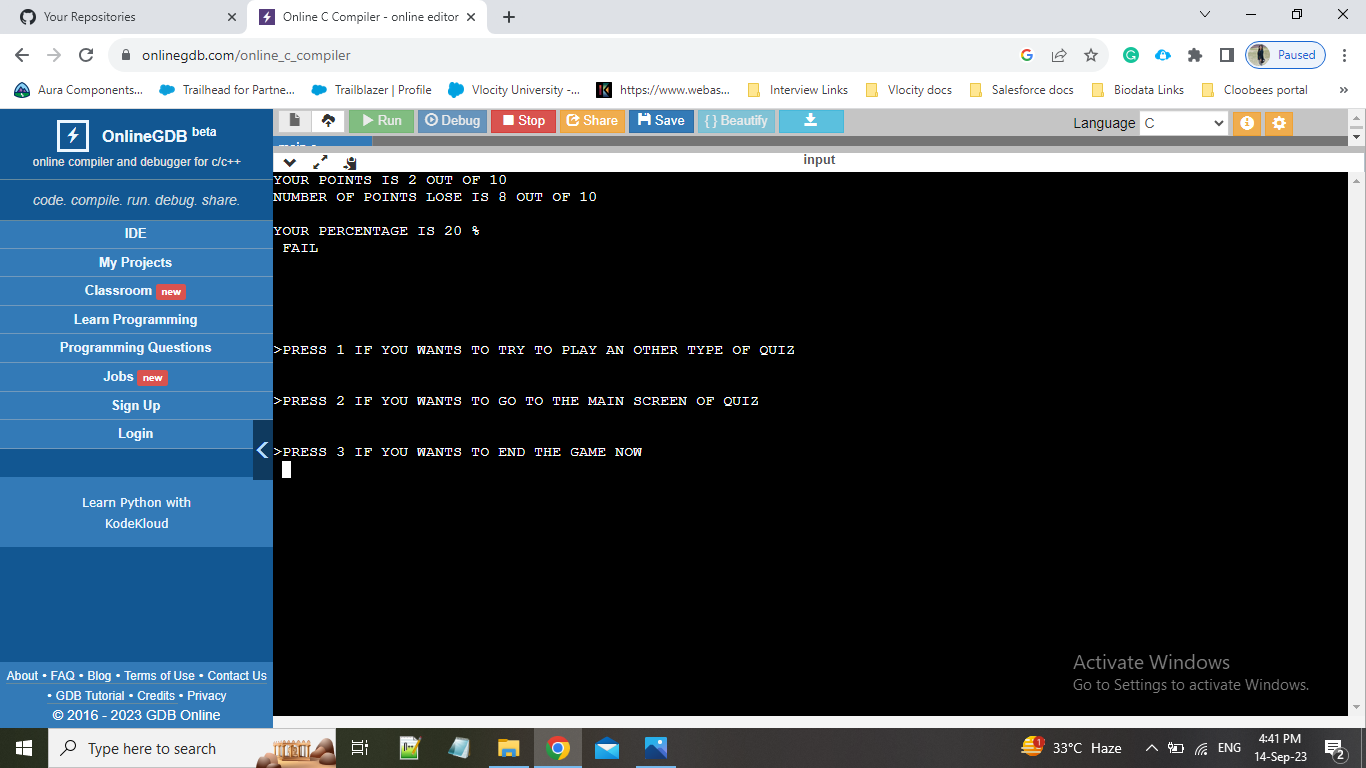 Your Repositories
Online C Compiler - online editor
onlinegdb.com/online_c_compiler
Paused
Aura Components...
Trailhead for Partne...
Trailblazer | Profile
Vlocity University -...
https://www.webas...
Interview Links
Vlocity docs
Salesforce docs
Biodata Links
Cloobees portal
»
OnlineGDB beta
online compiler and debugger for c/c++
code. compile. run. debug. share.
IDE
My Projects
Classroom new
Learn Programming
Programming Questions
Jobs new
Sign Up
Login
Learn Python with
KodeKloud
About • FAQ • Blog • Terms of Use • Contact Us
• GDB Tutorial • Credits • Privacy
© 2016 - 2023 GDB Online
Run
Debug
Stop
Share
Save
{ } Beautify
Language C
input
YOUR POINTS IS 2 OUT OF 10
NUMBER OF POINTS LOSE IS 8 OUT OF 10
YOUR PERCENTAGE IS 20 %
FAIL
>PRESS 1 IF YOU WANTS TO TRY TO PLAY AN OTHER TYPE OF QUIZ
>PRESS 2 IF YOU WANTS TO GO TO THE MAIN SCREEN OF QUIZ
>PRESS 3 IF YOU WANTS TO END THE GAME NOW
Activate Windows
Go to Settings to activate Windows.
Type here to search
1
33°C Haze
ENG
4:41 PM
14-Sep-23
2